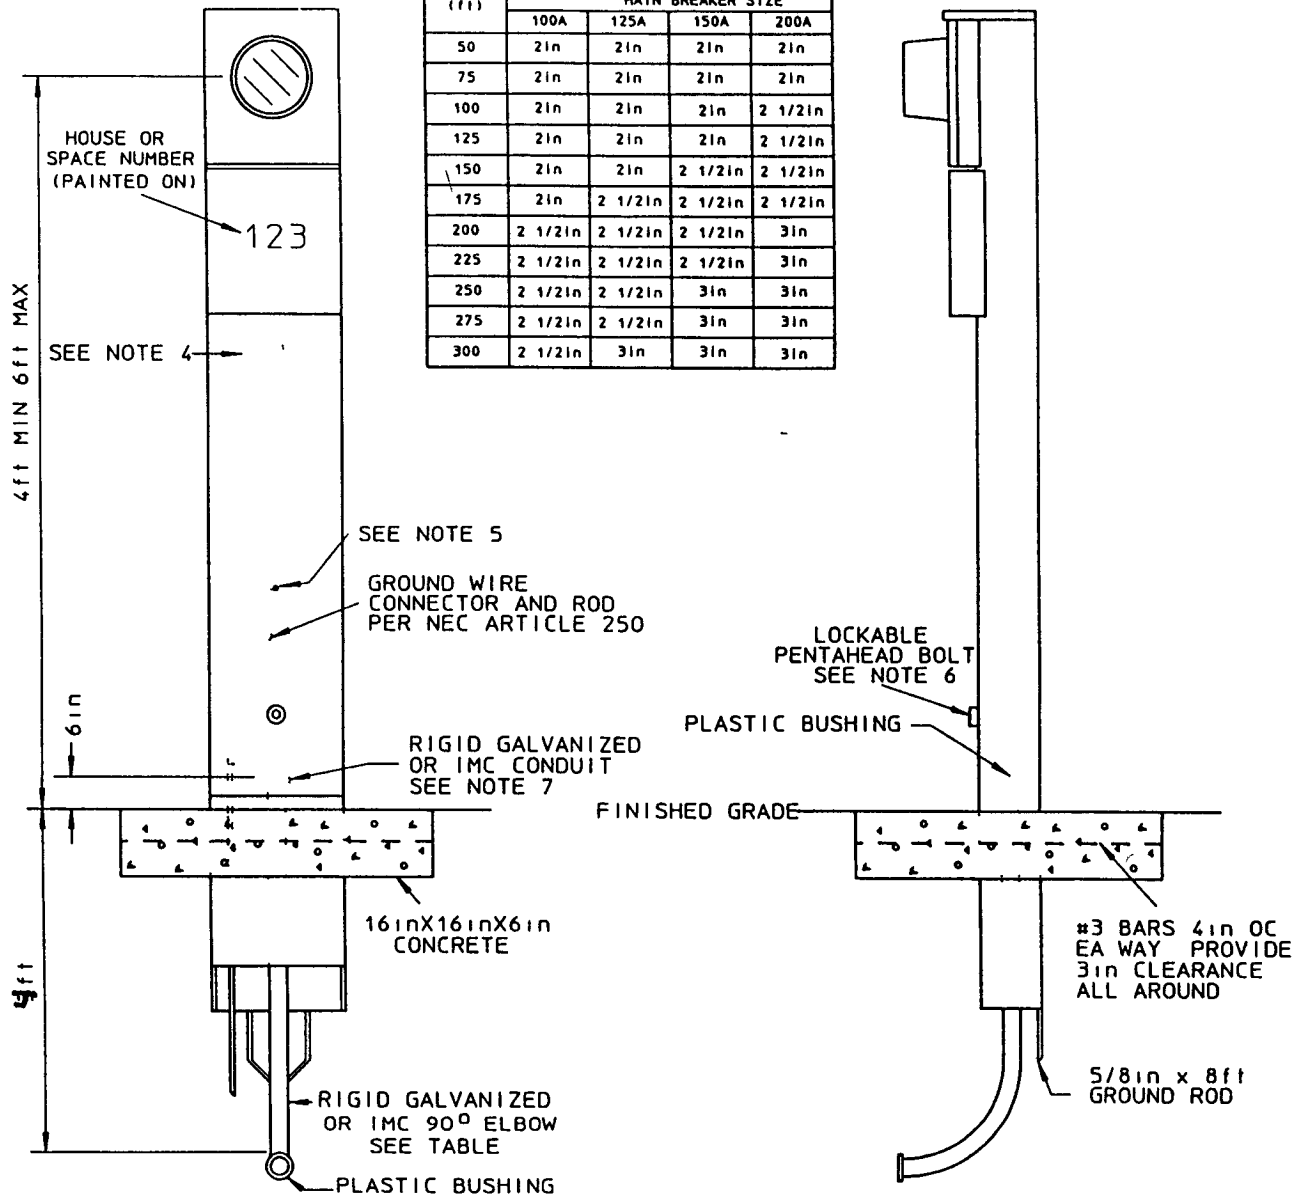 (ft)
MAIN BREAKER SIZE
100A 125A 150A 200A
50 2in 2in 2in 2in
75 2in 2in 2in 2in
100 2in 2in 2in 2 1/2in
125 2in 2in 2in 2 1/2in
150 2in 2in 2 1/2in 2 1/2in
175 2in 2 1/2in 2 1/2in 2 1/2in
200 2 1/2in 2 1/2in 2 1/2in 3in
225 2 1/2in 2 1/2in 2 1/2in 3in
250 2 1/2in 2 1/2in 3in 3in
275 2 1/2in 2 1/2in 3in 3in
300 2 1/2in 3in 3in 3in
HOUSE OR
SPACE NUMBER
(PAINTED ON)
123
4ft MIN 6ft MAX
SEE NOTE 4
SEE NOTE 5
GROUND WIRE
CONNECTOR AND ROD
PER NEC ARTICLE 250
6in
RIGID GALVANIZED
OR IMC CONDUIT
SEE NOTE 7
16inX16inX6in
CONCRETE
ft
RIGID GALVANIZED
OR IMC 90° ELBOW
SEE TABLE
PLASTIC BUSHING
LOCKABLE
PENTAHEAD BOLT
SEE NOTE 6
PLASTIC BUSHING
FINISHED GRADE
#3 BARS 4in OC
EA WAY PROVIDE
3in CLEARANCE
ALL AROUND
5/8in x 8ft
GROUND ROD